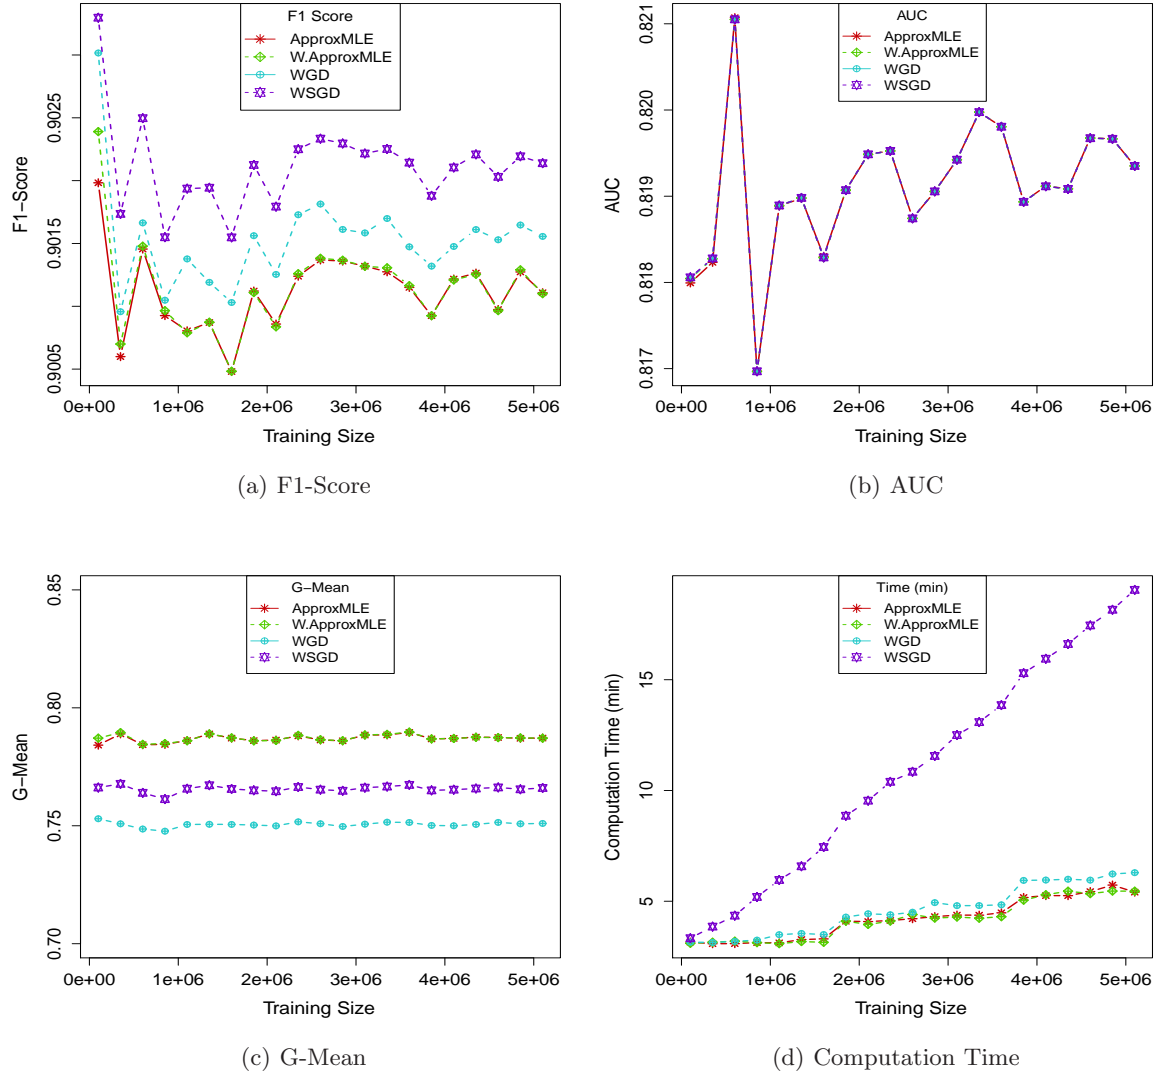 F1 Score
ApproxMLE
W.ApproxMLE
WGD
WSGD
F1−Score
0.9005
0.9015
0.9025
0e+00 1e+06 2e+06 3e+06 4e+06 5e+06
Training Size
(a) F1-Score
AUC
ApproxMLE
W.ApproxMLE
WGD
WSGD
AUC
0.817
0.818
0.819
0.820
0.821
0e+00 1e+06 2e+06 3e+06 4e+06 5e+06
Training Size
(b) AUC
G−Mean
ApproxMLE
W.ApproxMLE
WGD
WSGD
G−Mean
0.70
0.75
0.80
0.85
0e+00 1e+06 2e+06 3e+06 4e+06 5e+06
Training Size
(c) G-Mean
Time (min)
ApproxMLE
W.ApproxMLE
WGD
WSGD
Computation Time (min)
5
10
15
0e+00 1e+06 2e+06 3e+06 4e+06 5e+06
Training Size
(d) Computation Time